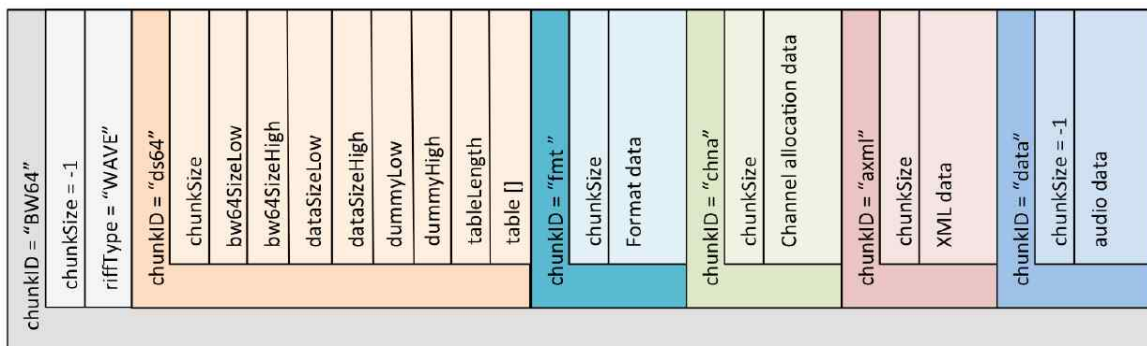 chunkID = “BW64”
chunkSize = -1
riffType = “WAVE”
chunkID = “ds64”
chunkSize
bw64SizeLow
bw64SizeHigh
dataSizeLow
dataSizeHigh
dummyLow
dummyHigh
tableLength
table []
chunkID = “fmt ”
chunkSize
Format data
chunkID = “chna”
chunkSize
Channel allocation data
chunkID = “axml”
chunkSize
XML data
chunkID = “data”
chunkSize = -1
audio data